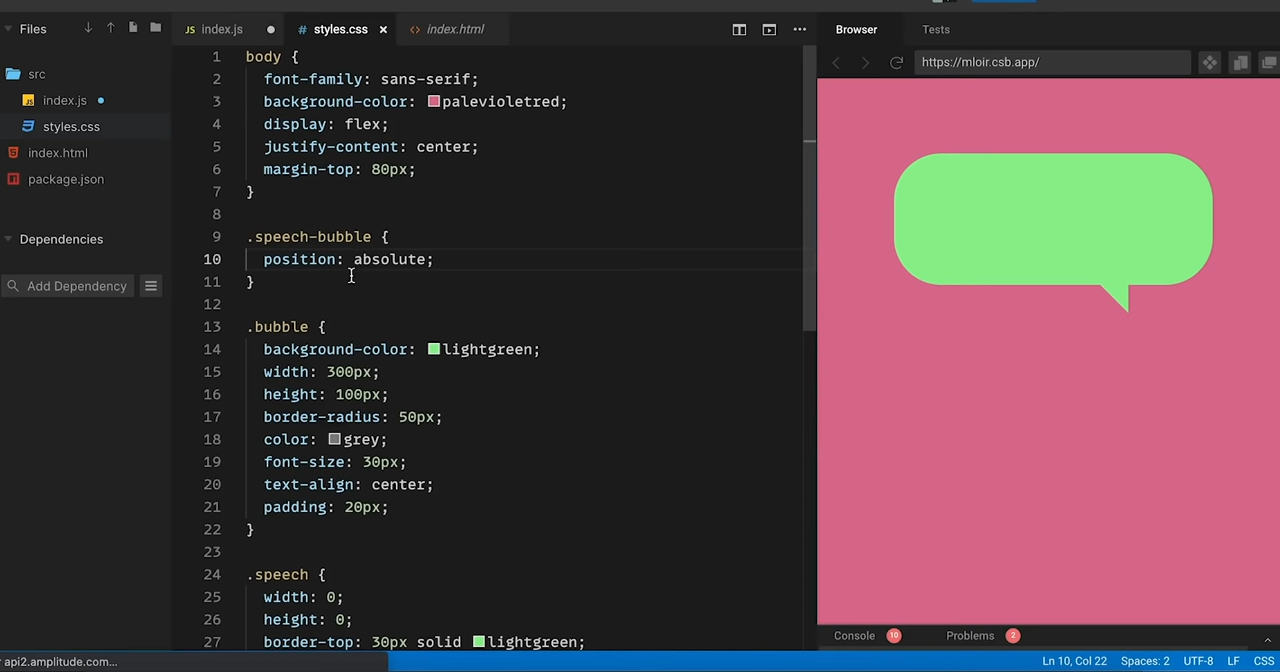 Files
index.js
styles.css
index.html
Browser
Tests
https://mloir.csb.app/
src
index.js
styles.css
index.html
package.json
Dependencies
Add Dependency
1 body {
2 font-family: sans-serif;
3 background-color: palevioletred;
4 display: flex;
5 justify-content: center;
6 margin-top: 80px;
7 }
8
9 .speech-bubble {
10 position: absolute;
11 }
12
13 .bubble {
14 background-color: lightgreen;
15 width: 300px;
16 height: 100px;
17 border-radius: 50px;
18 color: grey;
19 font-size: 30px;
20 text-align: center;
21 padding: 20px;
22 }
23
24 .speech {
25 width: 0;
26 height: 0;
27 border-top: 30px solid lightgreen;
Console 10
Problems 2
api2.amplitude.com...
Ln 10, Col 22
Spaces: 2
UTF-8
LF
CSS